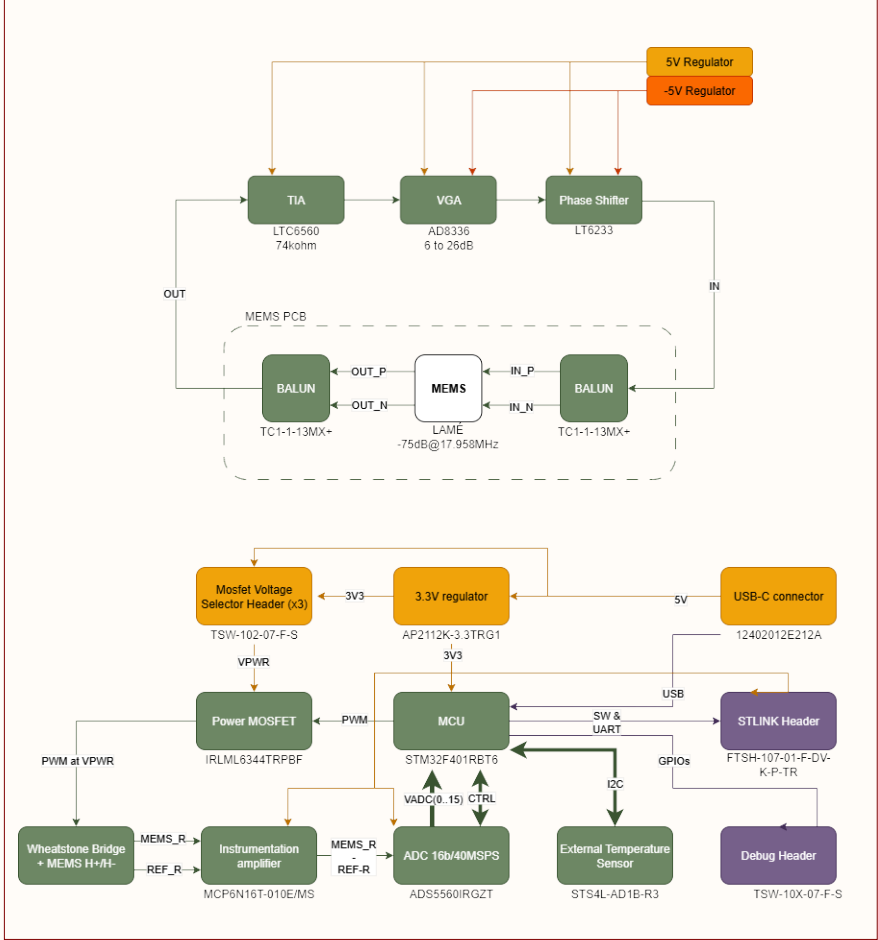 5V Regulator
-5V Regulator
TIA
VGA
Phase Shifter
LTC6560
74kohm
AD8336
6 to 26dB
LT6233
OUT
IN
MEMS PCB
BALUN
OUT_P
OUT_N
MEMS
IN_P
IN_N
BALUN
TC1-1-13MX+
LAMÉ
-75dB@17.958MHz
TC1-1-13MX+
Mosfet Voltage
Selector Header (x3)
3V3
3.3V regulator
5V
USB-C connector
TSW-102-07-F-S
AP2112K-3.3TRG1
12402012E212A
VPWR
3V3
USB
Power MOSFET
PWM
MCU
SW &
UART
STLINK Header
IRLML6344TRPBF
STM32F401RBT6
FTSH-107-01-F-DV-
K-P-TR
PWM at VPWR
GPIOs
I2C
VADC(0..15)
CTRL
Wheatstone Bridge
+ MEMS H+/H-
MEMS_R
REF_R
Instrumentation
amplifier
MEMS_R
-
REF-R
ADC 16b/40MSPS
External Temperature
Sensor
Debug Header
MCP6N16T-010E/MS
ADS5560IRGZT
STS4L-AD1B-R3
TSW-10X-07-F-S